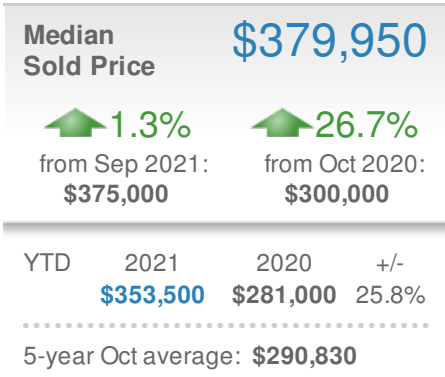 Median $379,950
Sold Price
1.3% 26.7%
from Sep 2021: from Oct 2020:
$375,000 $300,000
YTD 2021 2020 +/-
$353,500 $281,000 25.8%
5-year Oct average: $290,830